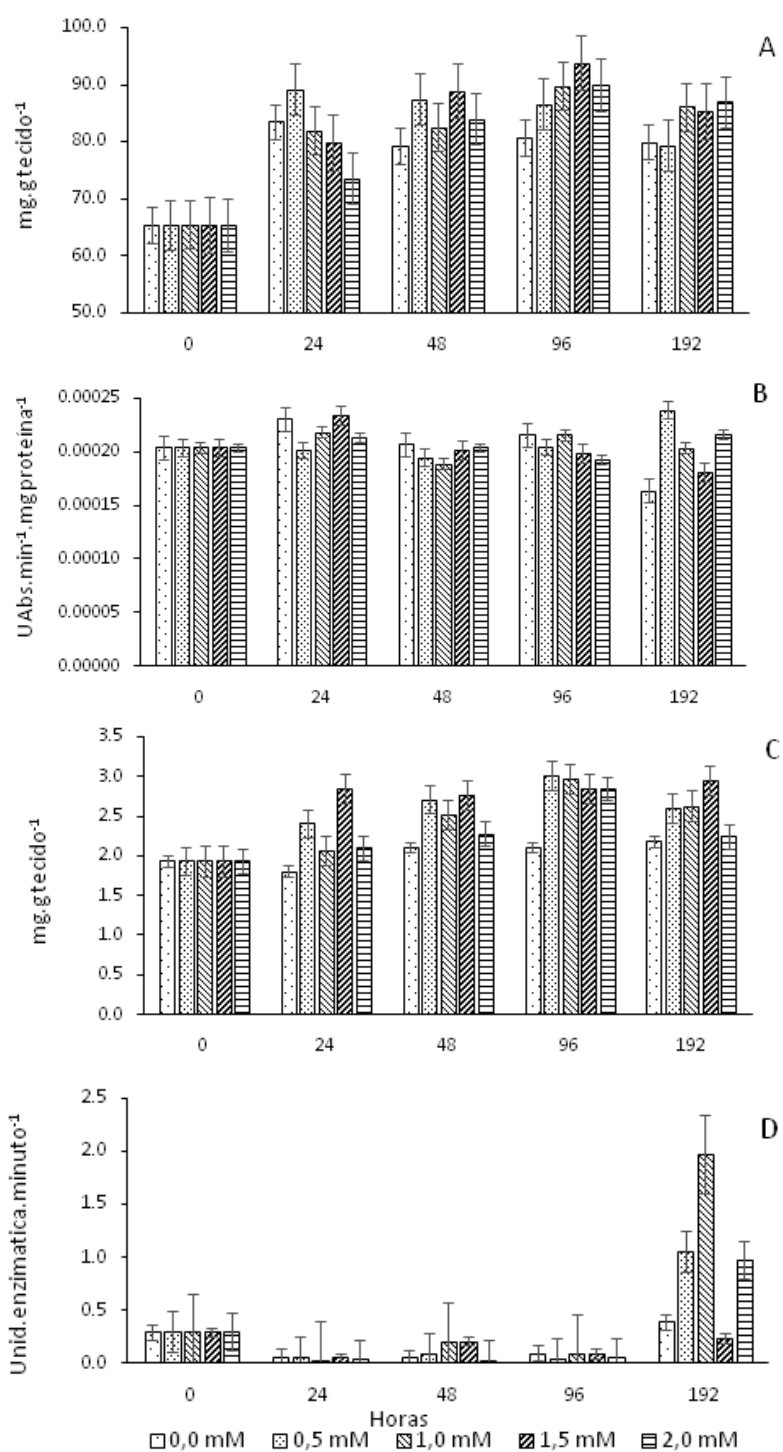 A
mg.gtecido-1
100.0
90.0
80.0
70.0
60.0
50.0
0 24 48 96 192
B
UAbs.min-1.mgproteína-1
0.00025
0.00020
0.00015
0.00010
0.00005
0.00000
0 24 48 96 192
C
mg.gtecido-1
3.5
3.0
2.5
2.0
1.5
1.0
0.5
0.0
0 24 48 96 192
D
Unid.enzimatica.minuto-1
2.5
2.0
1.5
1.0
0.5
0.0
0 24 48 96 192
Horas
0,0 mM 0,5 mM 1,0 mM 1,5 mM 2,0 mM